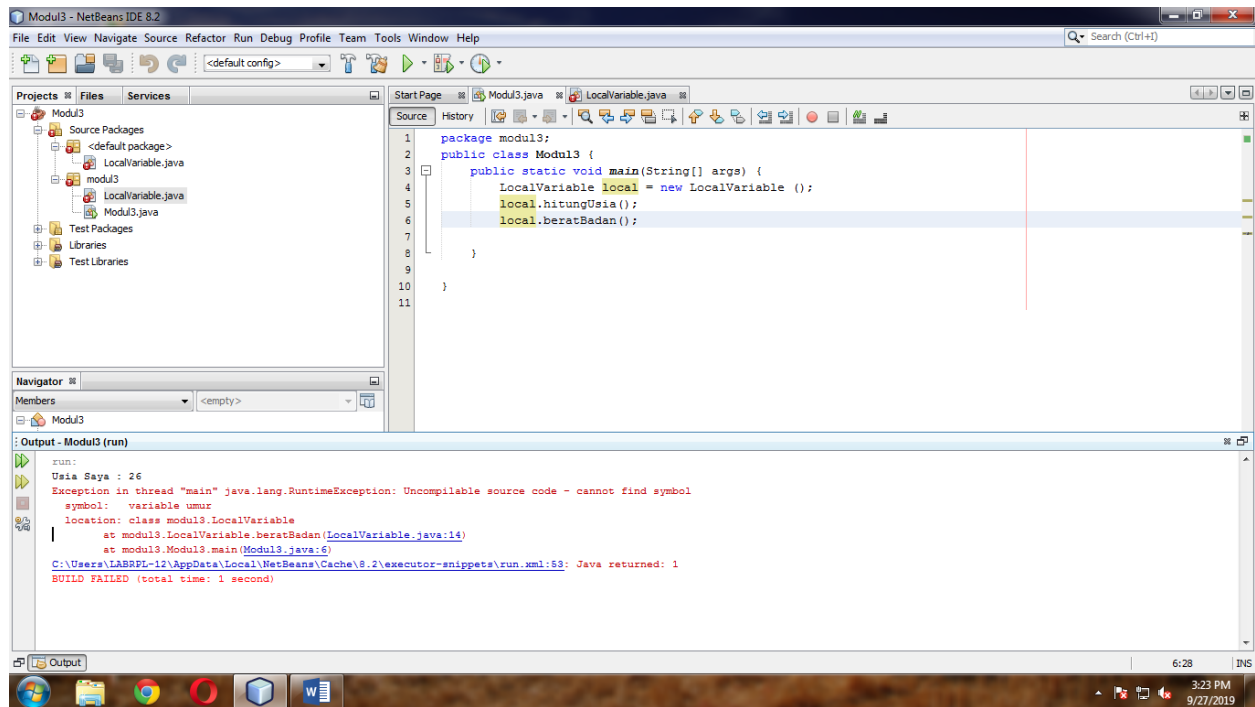 Modul3 - NetBeans IDE 8.2
File Edit View Navigate Source Refactor Run Debug Profile Team Tools Window Help
Search (Ctrl+I)
<default config>
Projects Files Services
Start Page Modul3.java LocalVariable.java
Modul3
Source Packages
<default package>
LocalVariable.java
modul3
LocalVariable.java
Modul3.java
Test Packages
Libraries
Test Libraries
Source History
1 package modul3;
2 public class Modul3 {
3 public static void main(String[] args) {
4 LocalVariable local = new LocalVariable ();
5 local.hitungUsia();
6 local.beratBadan();
7
8 }
9
10 }
11
Navigator
Members <empty>
Modul3
Output - Modul3 (run)
run:
Usia Saya : 26
Exception in thread "main" java.lang.RuntimeException: Uncompilable source code - cannot find symbol
symbol: variable umur
location: class modul3.LocalVariable
at modul3.LocalVariable.beratBadan(LocalVariable.java:14)
at modul3.Modul3.main(Modul3.java:6)
C:\Users\LABRPL-12\AppData\Local\NetBeans\Cache\8.2\executor-snippets\run.xml:53: Java returned: 1
BUILD FAILED (total time: 1 second)
Output
6:28 INS
3:23 PM
9/27/2019